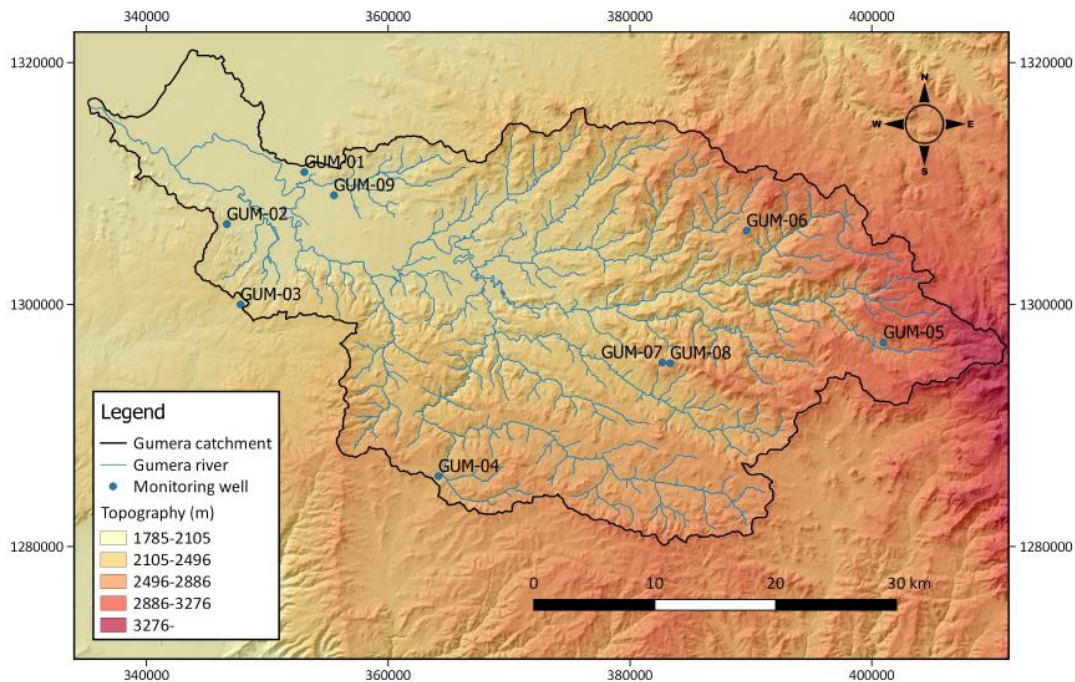 340000 360000 380000 400000
1320000 1320000
N
W E
S
GUM-01
GUM-09
GUM-02
GUM-06
GUM-03
1300000 1300000
GUM-05
GUM-07 GUM-08
Legend
Gumera catchment
Gumera river
Monitoring well
Topography (m)
1785-2105
2105-2496
2496-2886
2886-3276
3276-
GUM-04
1280000 1280000
0 10 20 30 km
340000 360000 380000 400000